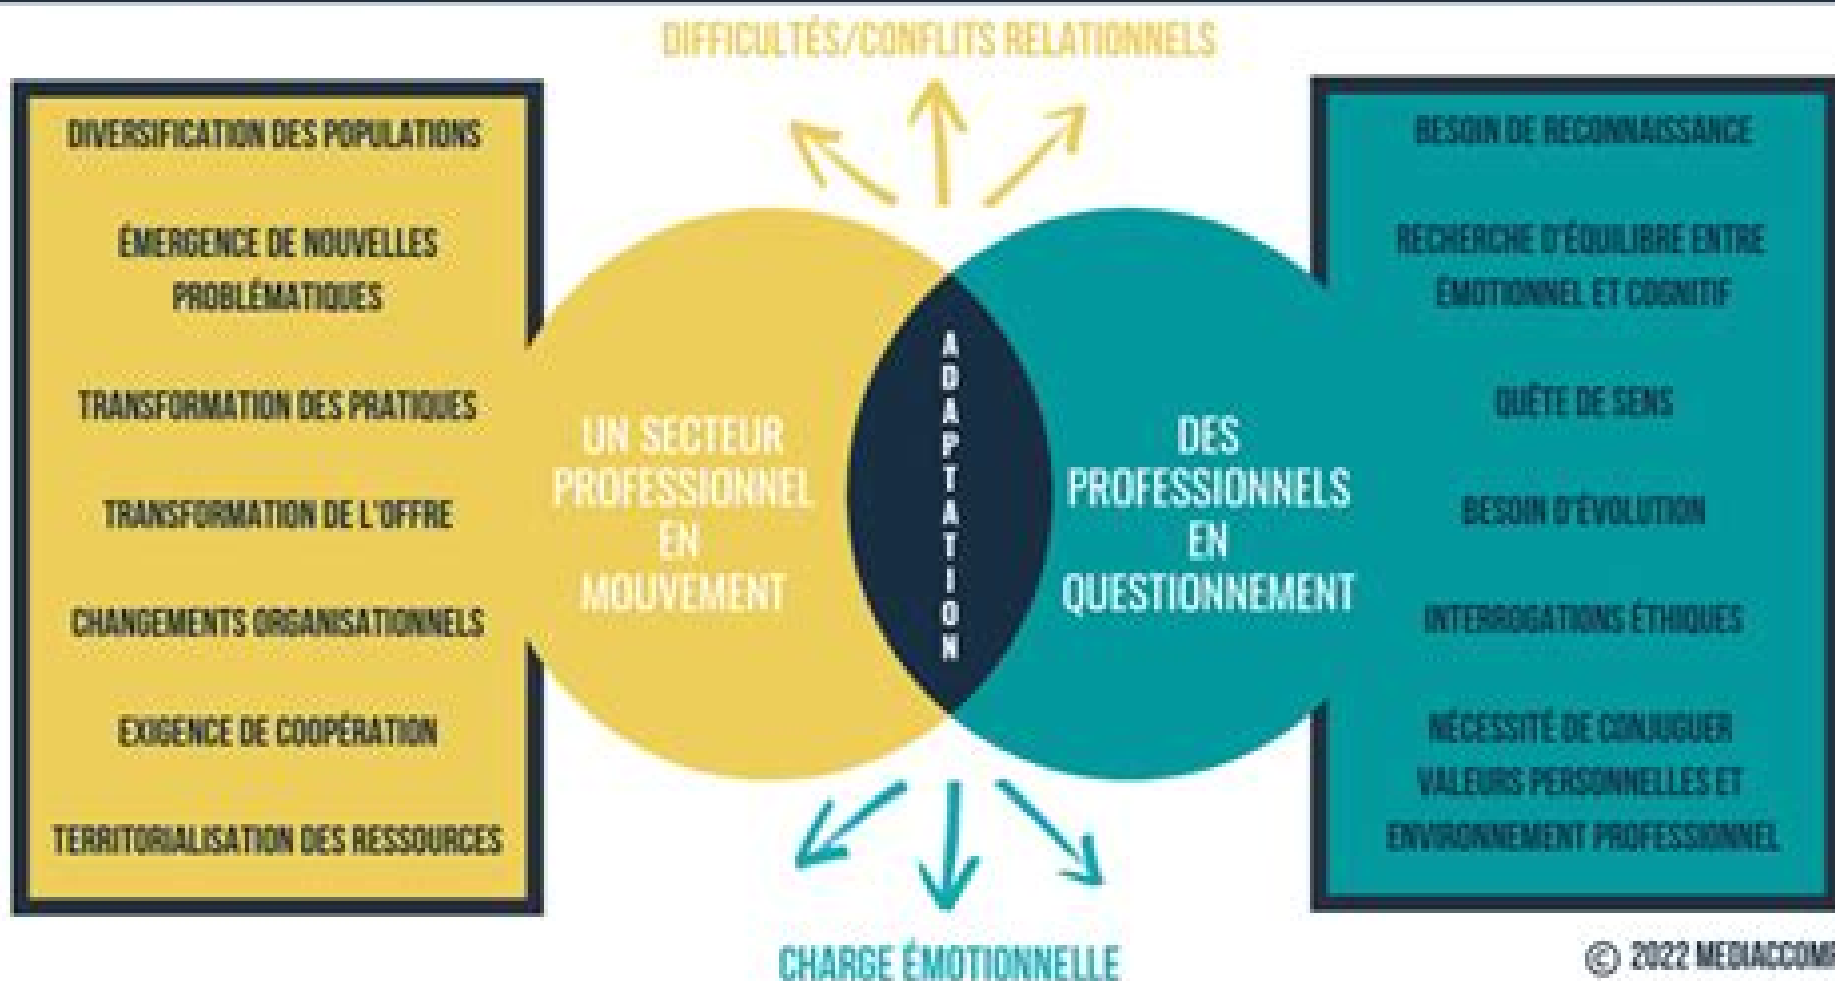 DIFFICULTÉS/CONFLITS RELATIONNELS
DIVERSIFICATION DES POPULATIONS
ÉMERGENCE DE NOUVELLES
PROBLÉMATIQUES
TRANSFORMATION DES PRATIQUES
TRANSFORMATION DE L'OFFRE
CHANGEMENTS ORGANISATIONNELS
EXIGENCE DE COOPÉRATION
TERRITORIALISATION DES RESSOURCES
UN SECTEUR
PROFESSIONNEL
EN
MOUVEMENT
ADAPTATION
DES
PROFESSIONNELS
EN
QUESTIONNEMENT
BESOIN DE RECONNAISSANCE
RECHERCHE D'ÉQUILIBRE ENTRE
ÉMOTIONNEL ET COGNITIF
QUÊTE DE SENS
BESOIN D'ÉVOLUTION
INTERROGATIONS ÉTHIQUES
NÉCESSITÉ DE CONJUGUER
VALEURS PERSONNELLES ET
ENVIRONNEMENT PROFESSIONNEL
CHARGE ÉMOTIONNELLE
© 2022